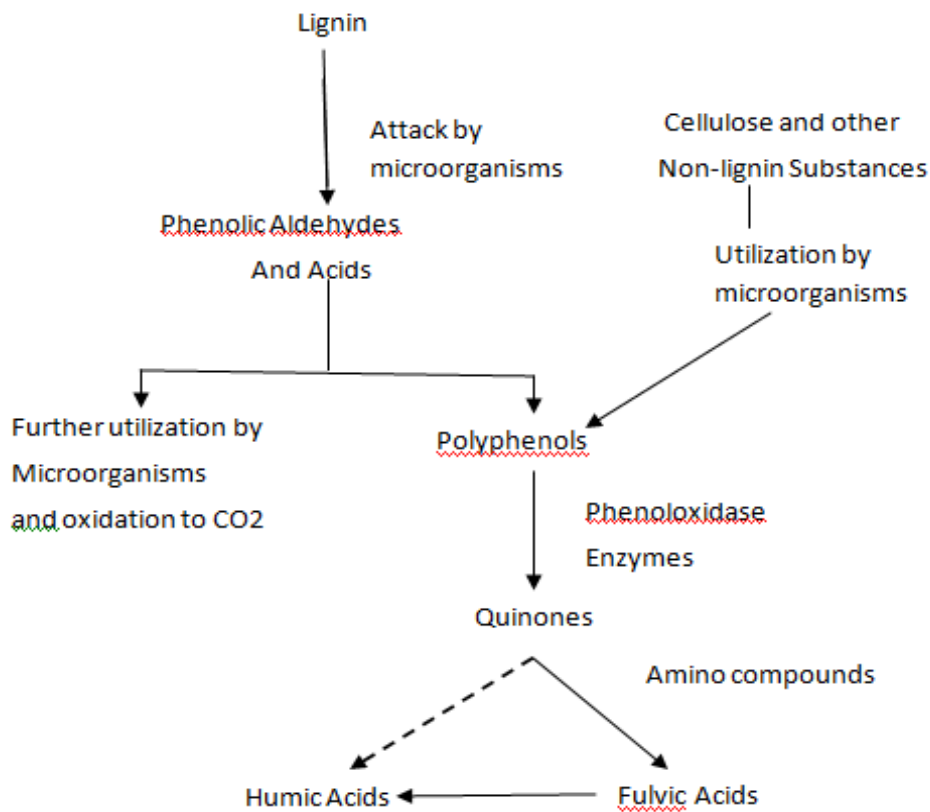 Lignin
Attack by
microorganisms
Cellulose and other
Non-lignin Substances
Phenolic Aldehydes
And Acids
Utilization by
microorganisms
Further utilization by
Microorganisms
and oxidation to CO2
Polyphenols
Phenoloxidase
Enzymes
Quinones
Amino compounds
Humic Acids
Fulvic Acids